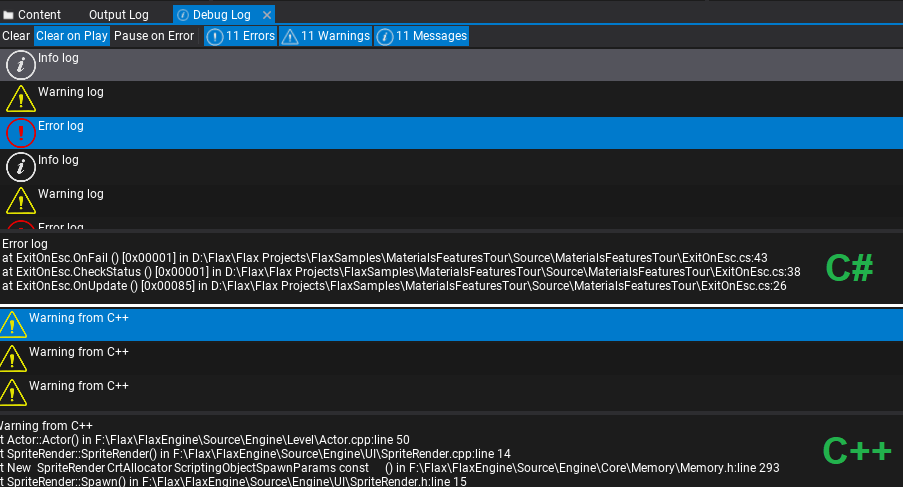 Content Output Log Debug Log
Clear Clear on Play Pause on Error 11 Errors 11 Warnings 11 Messages
Info log
Warning log
Error log
Info log
Warning log
Error log
Error log
at ExitOnEsc.OnFail () [0x00001] in D:\Flax\Flax Projects\FlaxSamples\MaterialsFeaturesTour\Source\MaterialsFeaturesTour\ExitOnEsc.cs:43
at ExitOnEsc.CheckStatus () [0x00001] in D:\Flax\Flax Projects\FlaxSamples\MaterialsFeaturesTour\Source\MaterialsFeaturesTour\ExitOnEsc.cs:38
at ExitOnEsc.OnUpdate () [0x00085] in D:\Flax\Flax Projects\FlaxSamples\MaterialsFeaturesTour\Source\MaterialsFeaturesTour\ExitOnEsc.cs:26
C#
Warning from C++
Warning from C++
Warning from C++
Warning from C++
t Actor::Actor() in F:\Flax\FlaxEngine\Source\Engine\Level\Actor.cpp:line 50
t SpriteRender::SpriteRender() in F:\Flax\FlaxEngine\Source\Engine\UI\SpriteRender.cpp:line 14
t New SpriteRender CrtAllocator ScriptingObjectSpawnParams const () in F:\Flax\FlaxEngine\Source\Engine\Core\Memory\Memory.h:line 293
t SpriteRender::Spawn() in F:\Flax\FlaxEngine\Source\Engine\UI\SpriteRender.h:line 15
C++